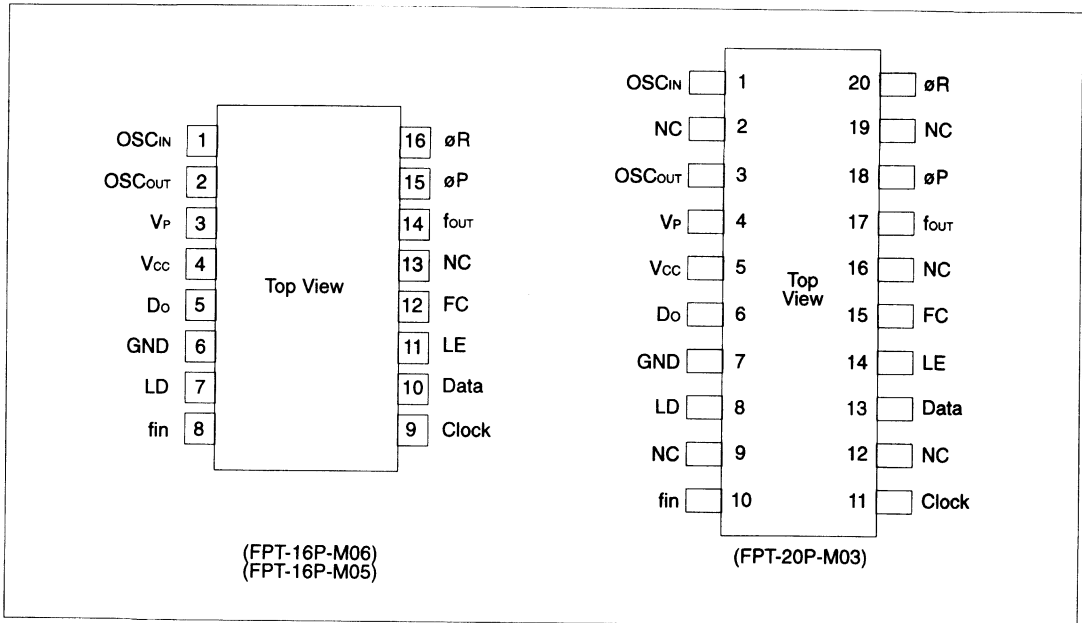 OSCIN 1
OSCOUT 2
VP 3
VCC 4
DO 5
GND 6
LD 7
fin 8
Top View
16 øR
15 øP
14 fOUT
13 NC
12 FC
11 LE
10 Data
9 Clock
(FPT-16P-M06)
(FPT-16P-M05)
OSCIN 1
NC 2
OSCOUT 3
VP 4
VCC 5
DO 6
GND 7
LD 8
NC 9
fin 10
Top
View
20 øR
19 NC
18 øP
17 fOUT
16 NC
15 FC
14 LE
13 Data
12 NC
11 Clock
(FPT-20P-M03)